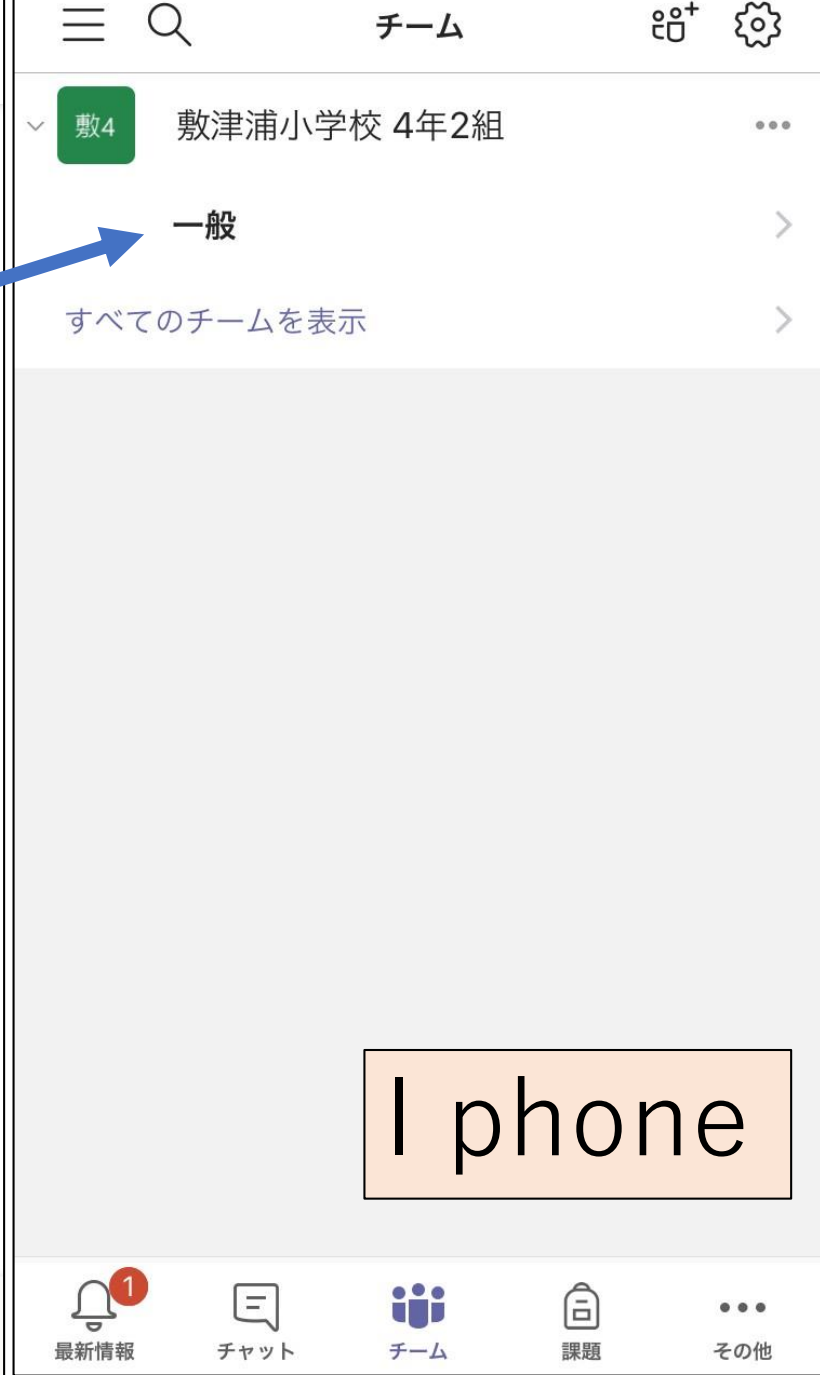 チーム
敷4 敷津浦小学校 4年2組
一般
すべてのチームを表示
I phone
1
最新情報 チャット チーム 課題 その他